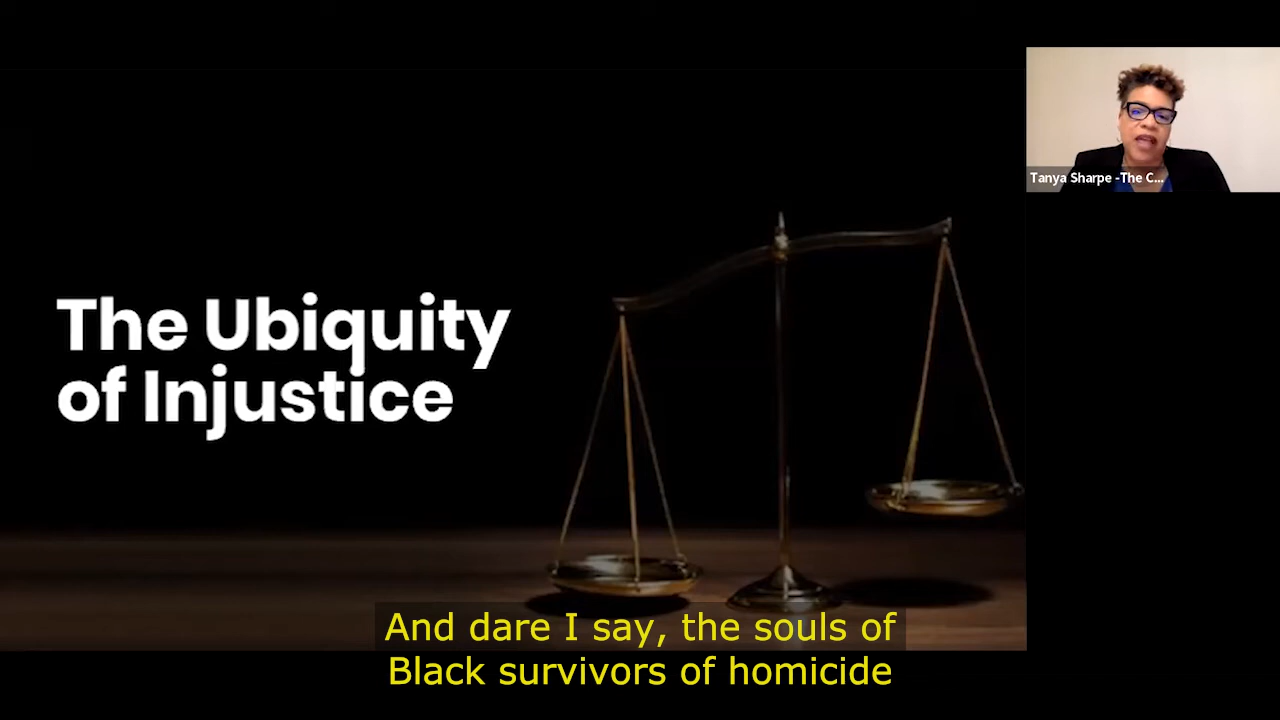 The Ubiquity
of Injustice
Tanya Sharpe -The C...
And dare I say, the souls of
Black survivors of homicide